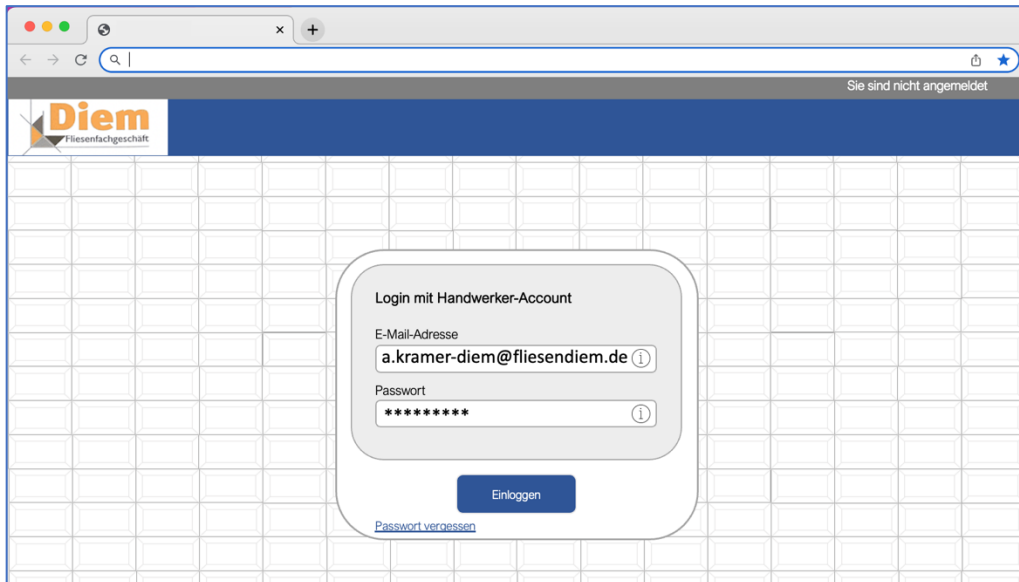 Sie sind nicht angemeldet
Diem
Fliesenfachgeschäft
Login mit Handwerker-Account
E-Mail-Adresse
a.kramer-diem@fliesendiem.de
Passwort
*********
Einloggen
Passwort vergessen